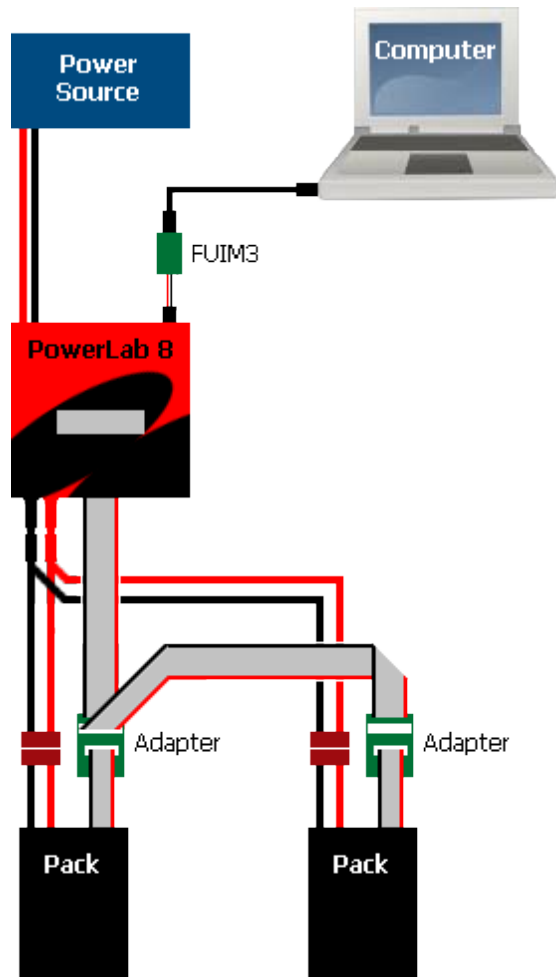 Power
Source
Computer
FUIM3
PowerLab 8
Adapter
Adapter
Pack
Pack